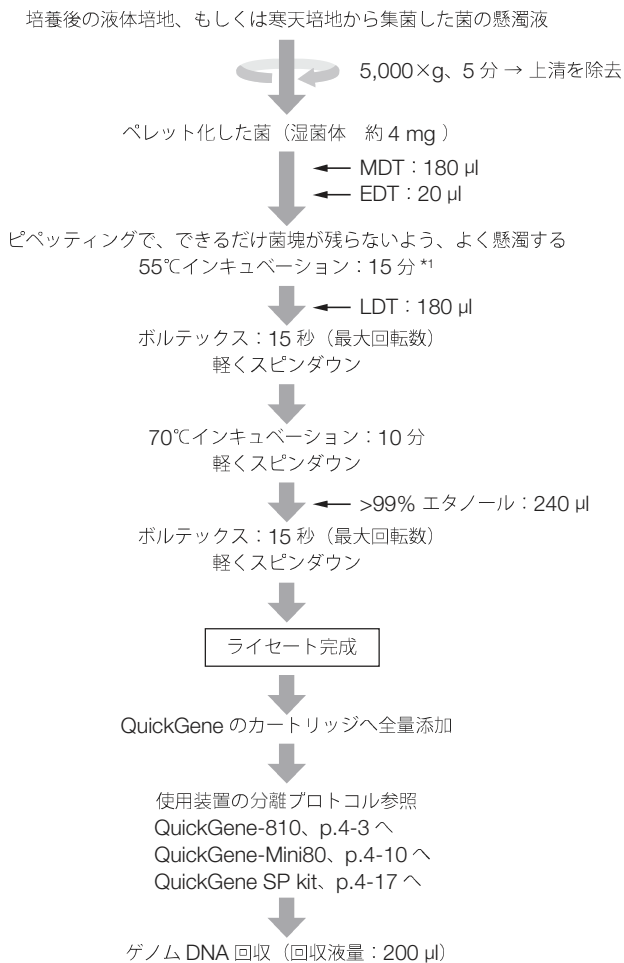 培養後の液体培地、もしくは寒天培地から集菌した菌の懸濁液
5,000×g、5 分 → 上清を除去
ペレット化した菌（湿菌体　約 4 mg ）
MDT：180 μl
EDT：20 μl
ピペッティングで、できるだけ菌塊が残らないよう、よく懸濁する
55℃インキュベーション：15 分 *1
LDT：180 μl
ボルテックス：15 秒（最大回転数）
軽くスピンダウン
70℃インキュベーション：10 分
軽くスピンダウン
>99% エタノール：240 μl
ボルテックス：15 秒（最大回転数）
軽くスピンダウン
ライセート完成
QuickGene のカートリッジへ全量添加
使用装置の分離プロトコル参照
QuickGene-810、p.4-3 へ
QuickGene-Mini80、p.4-10 へ
QuickGene SP kit、p.4-17 へ
ゲノム DNA 回収（回収液量：200 μl）